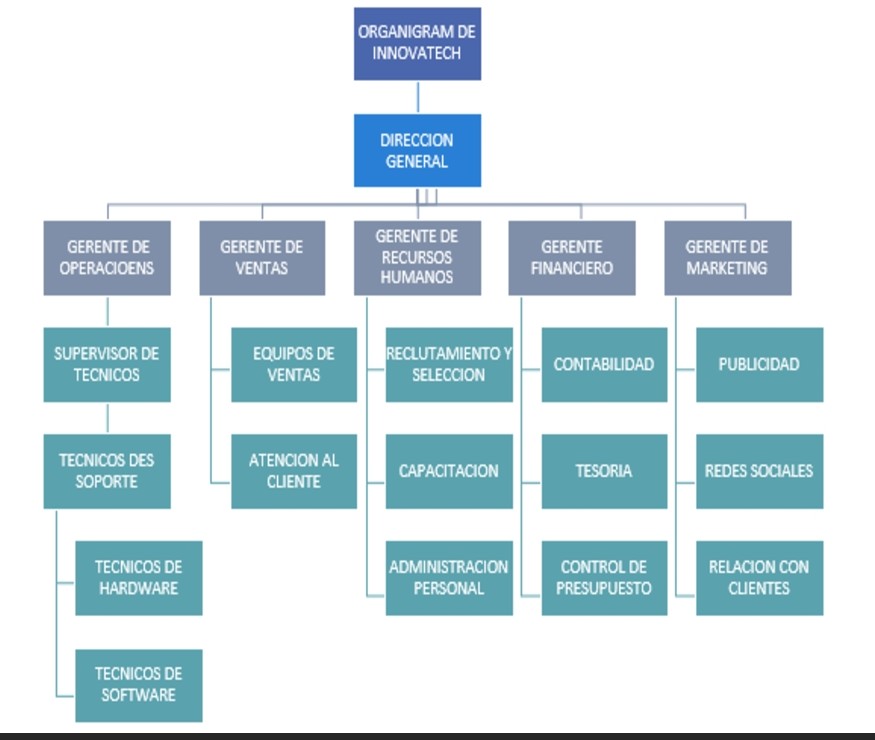 ORGANIGRAM DE
INNOVATECH
DIRECCION
GENERAL
GERENTE DE
OPERACIOENS
GERENTE DE
VENTAS
GERENTE DE
RECURSOS
HUMANOS
GERENTE
FINANCIERO
GERENTE DE
MARKETING
SUPERVISOR DE
TECNICOS
EQUIPOS DE
VENTAS
RECLUTAMIENTO Y
SELECCION
CONTABILIDAD
PUBLICIDAD
TECNICOS DES
SOPORTE
ATENCION AL
CLIENTE
CAPACITACION
TESORIA
REDES SOCIALES
TECNICOS DE
HARDWARE
ADMINISTRACION
PERSONAL
CONTROL DE
PRESUPUESTO
RELACION CON
CLIENTES
TECNICOS DE
SOFTWARE